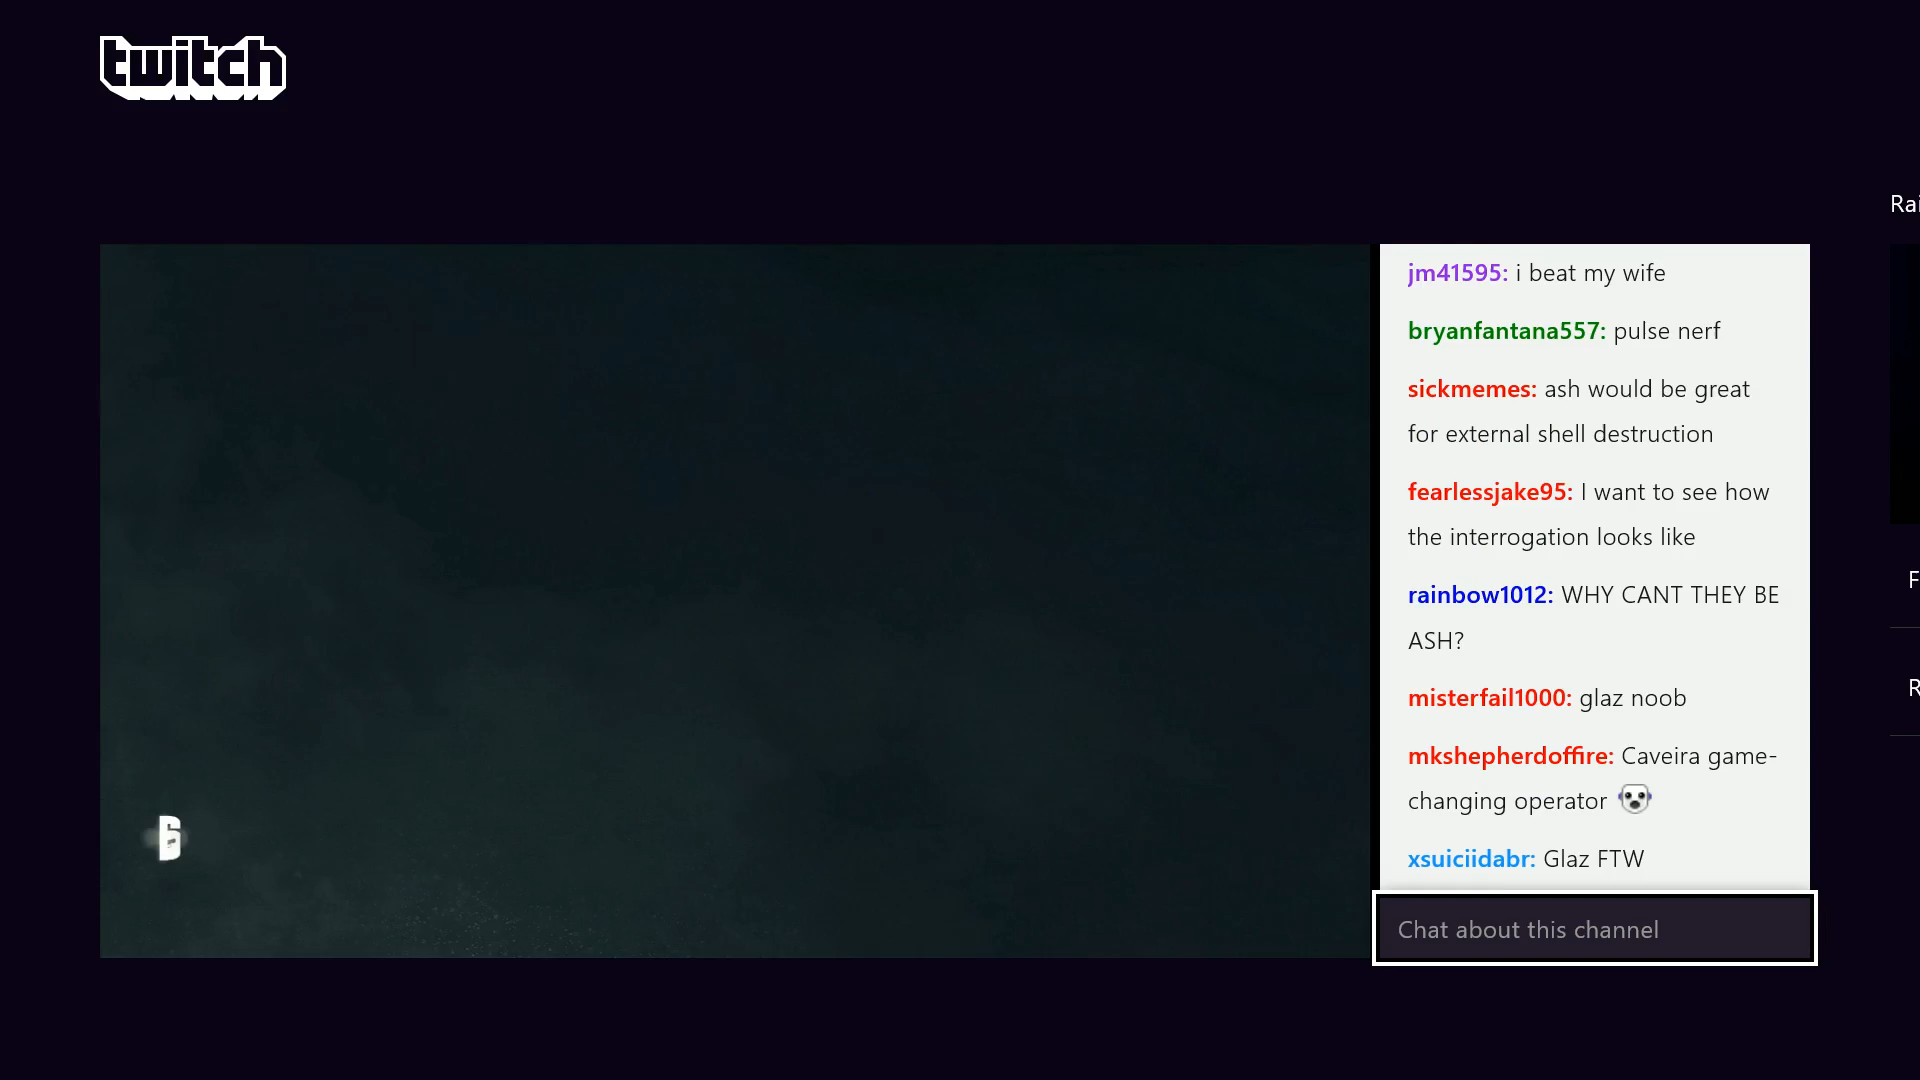 twitch
Rai
jm41595: i beat my wife
bryanfantana557: pulse nerf
sickmemes: ash would be great
for external shell destruction
fearlessjake95: I want to see how
the interrogation looks like
rainbow1012: WHY CANT THEY BE
ASH?
misterfail1000: glaz noob
mkshepherdoffire: Caveira game-
changing operator
xsuiciidabr: Glaz FTW
Chat about this channel
F
R
6